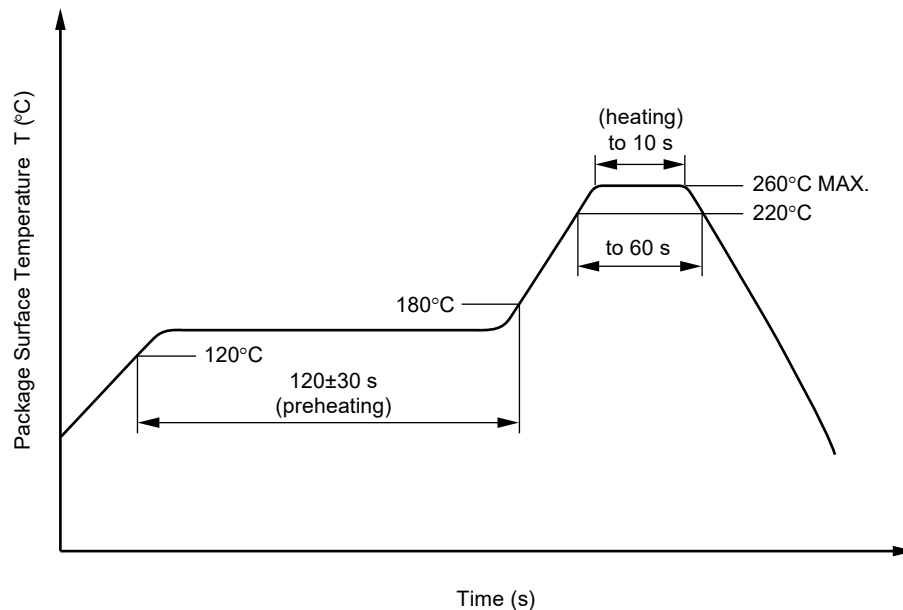 Package Surface Temperature T (°C)
(heating)
to 10 s
260°C MAX.
220°C
to 60 s
180°C
120°C
120±30 s
(preheating)
Time (s)